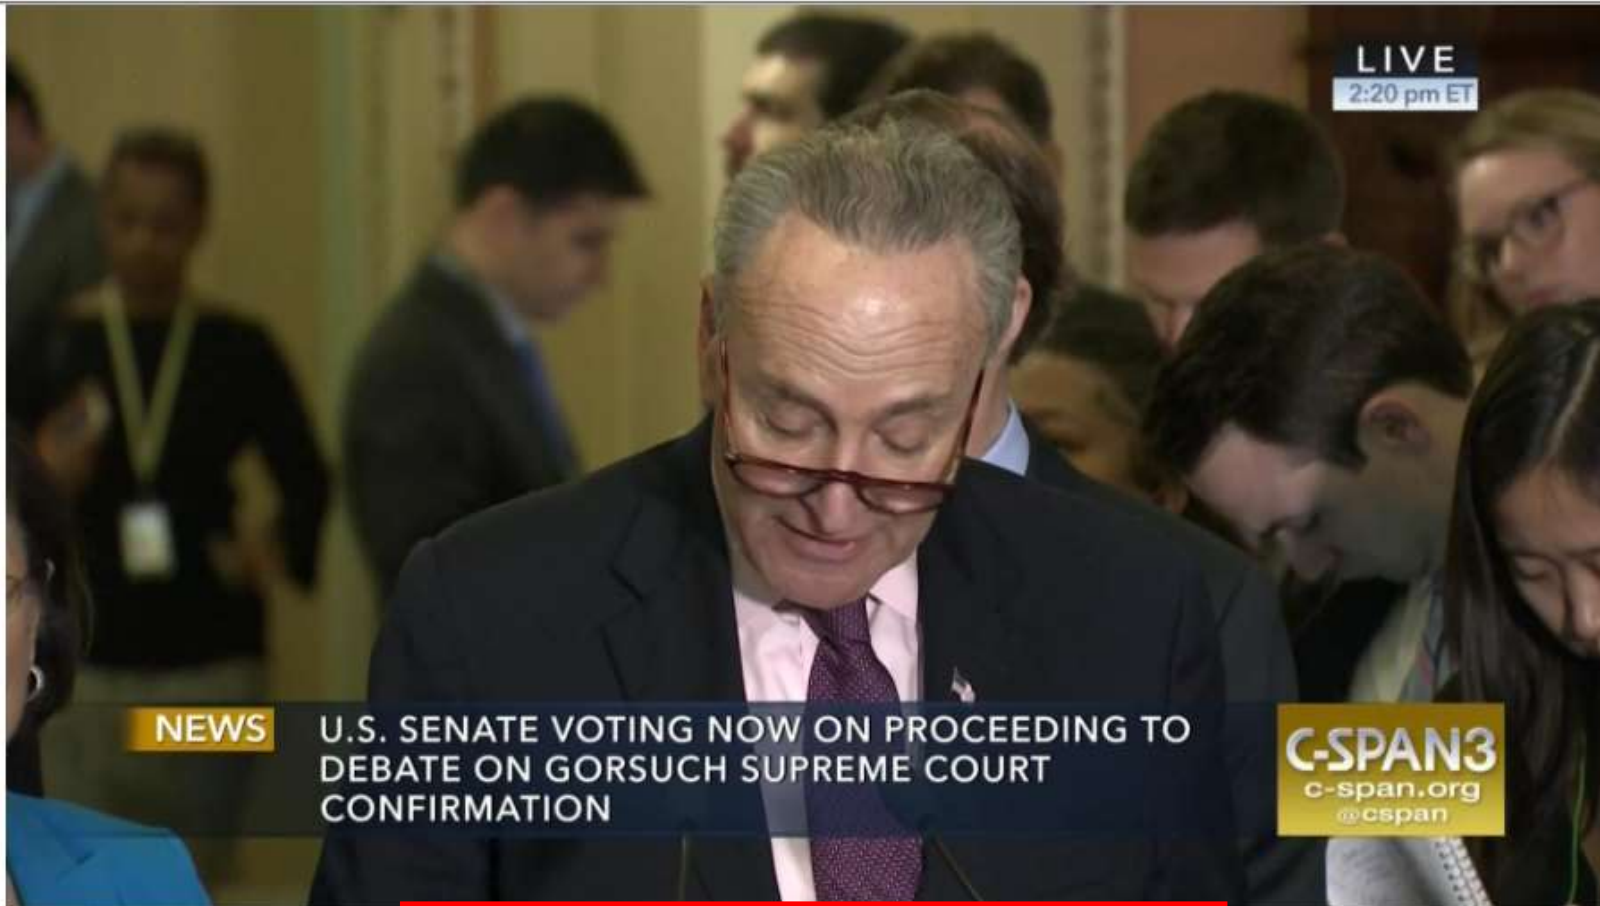 LIVE
2:20 pm ET
NEWS
U.S. SENATE VOTING NOW ON PROCEEDING TO
DEBATE ON GORSUCH SUPREME COURT
CONFIRMATION
C-SPAN3
c-span.org
@cspan